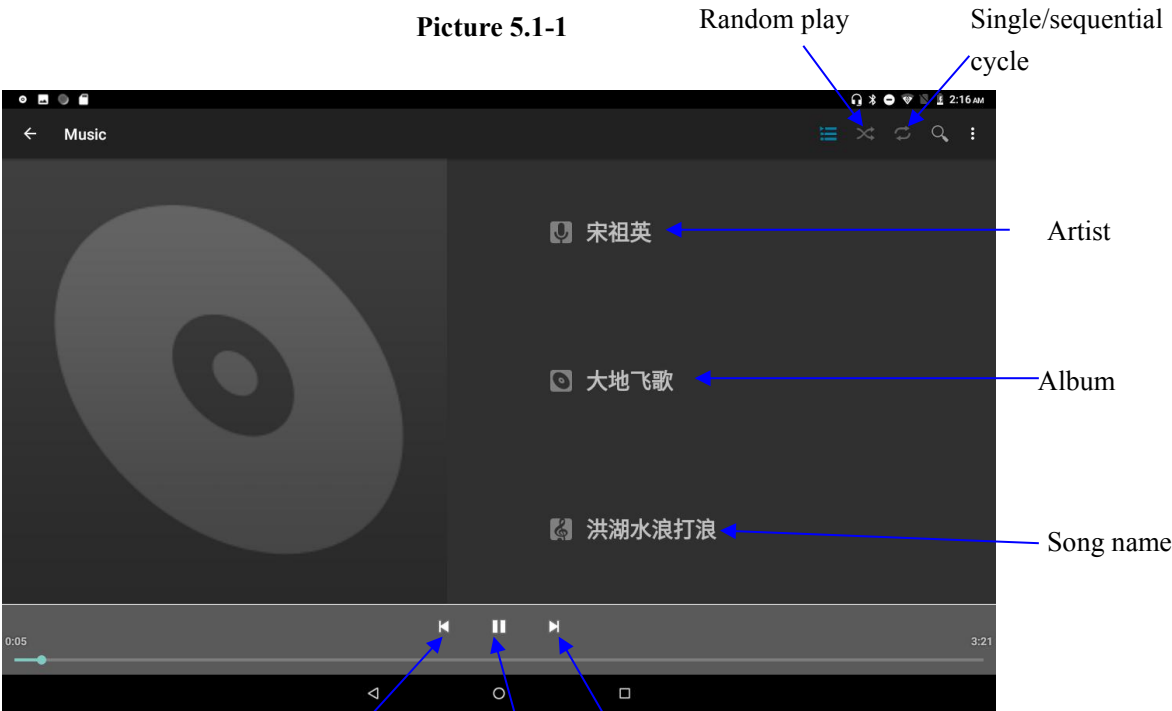 Picture 5.1-1
Random play
Single/sequential
cycle
2:16 AM
Music
宋祖英
Artist
大地飞歌
Album
洪湖水浪打浪
Song name
0:05
3:21